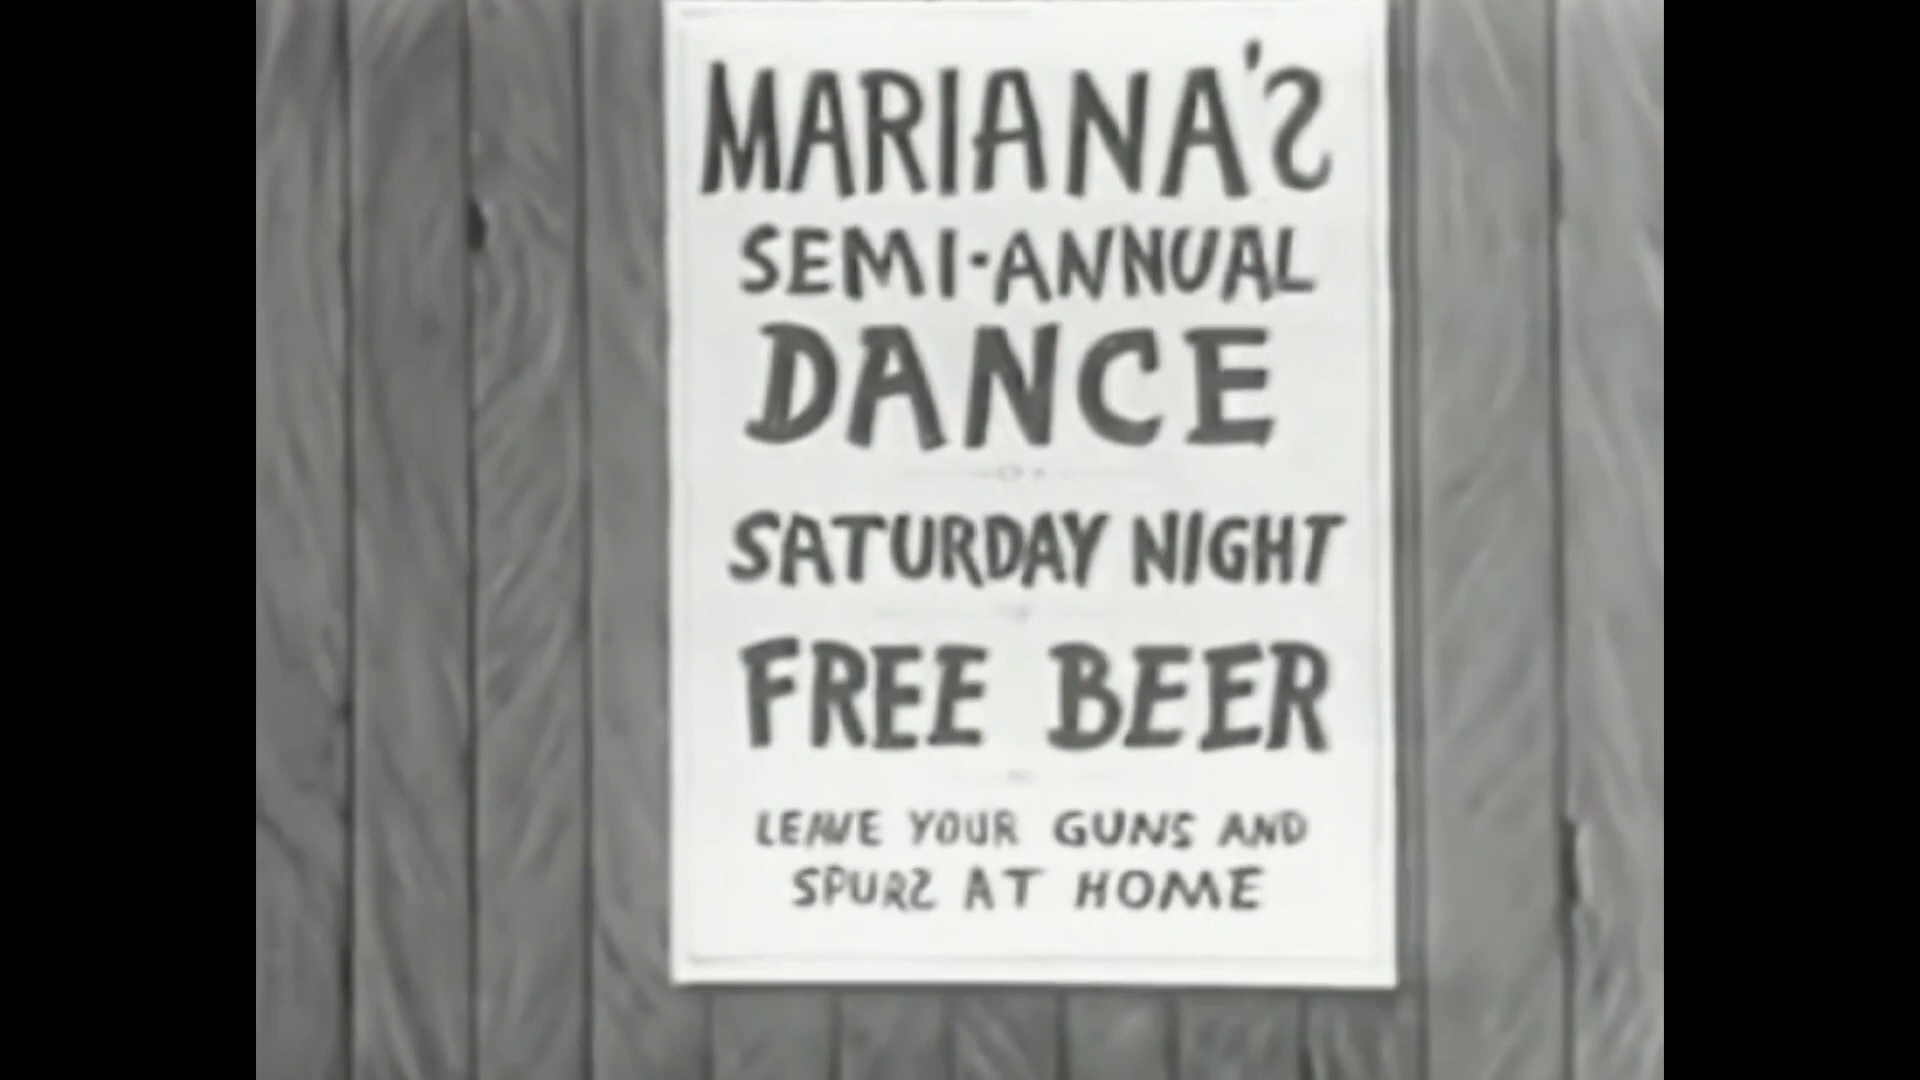 MARIANA'S
SEMI-ANNUAL
DANCE
SATURDAY NIGHT
FREE BEER
LEAVE YOUR GUNS AND
SPURS AT HOME